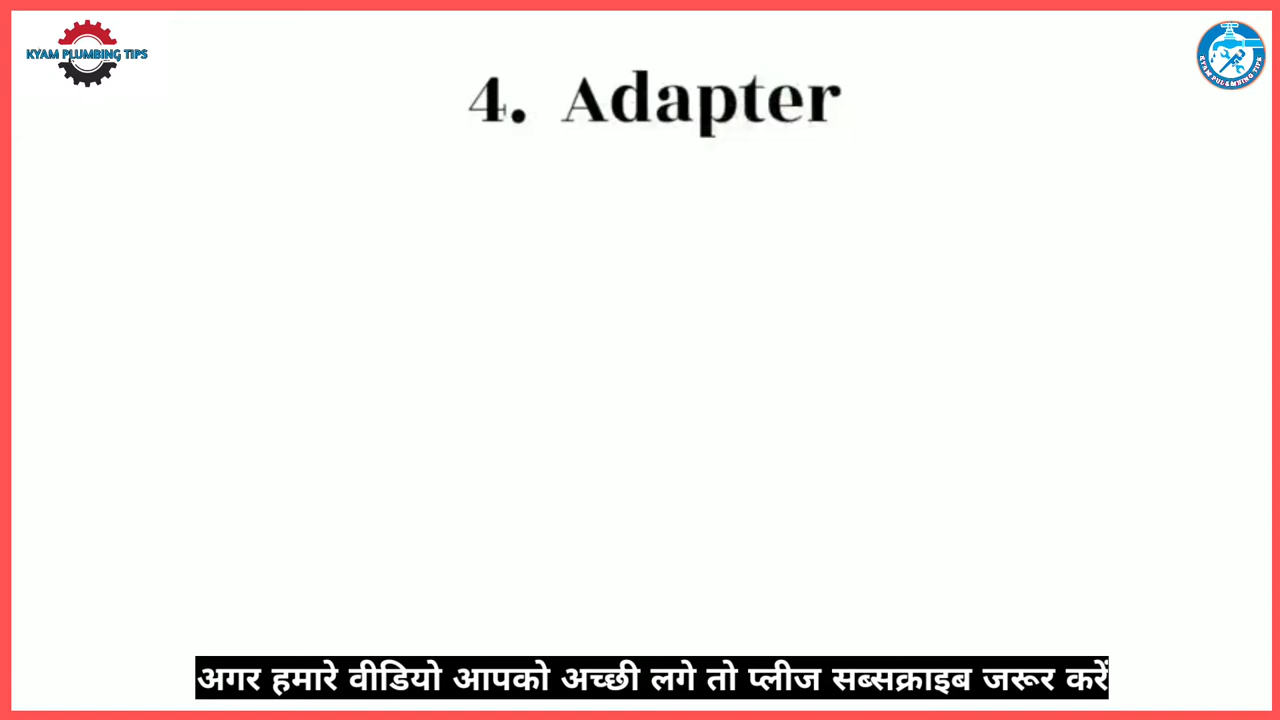 KYAM PLUMBING TIPS
4. Adapter
अगर हमारे वीडियो आपको अच्छी लगे तो प्लीज सब्सक्राइब जरूर करें